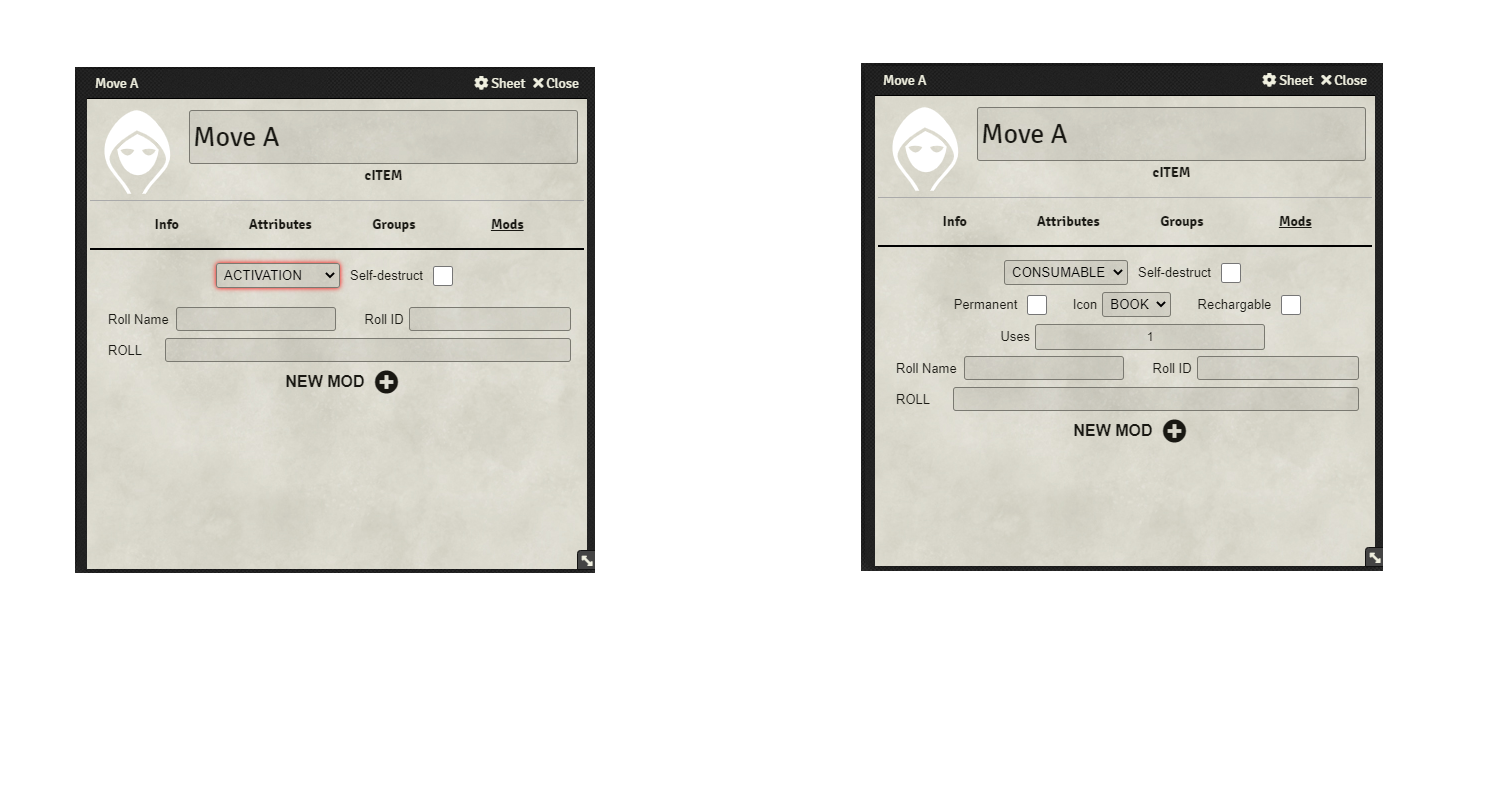 Move A Sheet Close
Move A
cITEM
Info Attributes Groups Mods
ACTIVATION Self-destruct
Roll Name Roll ID
ROLL
NEW MOD
Move A Sheet Close
Move A
cITEM
Info Attributes Groups Mods
CONSUMABLE Self-destruct
Permanent Icon BOOK Rechargable
Uses 1
Roll Name Roll ID
ROLL
NEW MOD